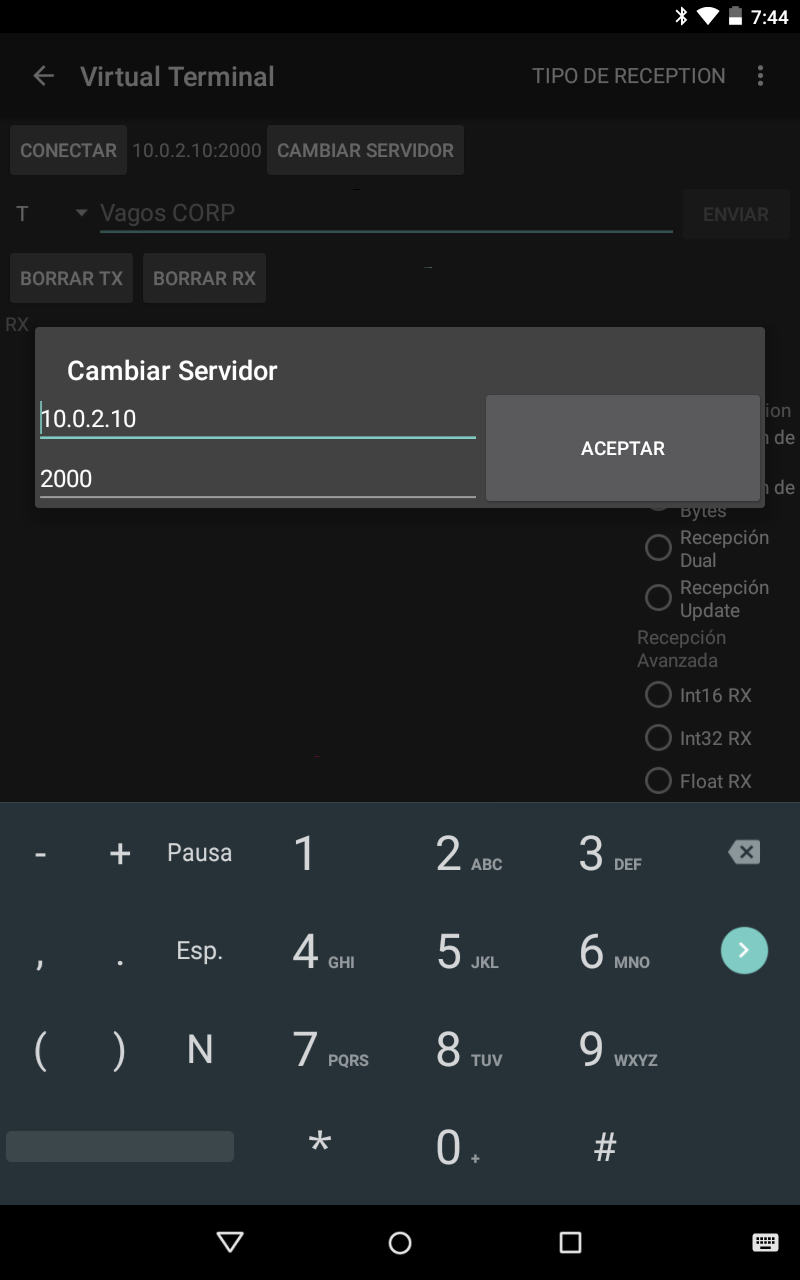 7:44
Virtual Terminal TIPO DE RECEPTION
CONECTAR 10.0.2.10:2000 CAMBIAR SERVIDOR
T Vagos CORP ENVIAR
BORRAR TX BORRAR RX
RX
Cambiar Servidor
10.0.2.10
ACEPTAR
2000
ion
n de
n de
Bytes
Recepción
Dual
Recepción
Update
Recepción
Avanzada
Int16 RX
Int32 RX
Float RX
- + Pausa 1 2 ABC 3 DEF
, . Esp. 4 GHI 5 JKL 6 MNO
( ) N 7 PQRS 8 TUV 9 WXYZ
* 0 + #